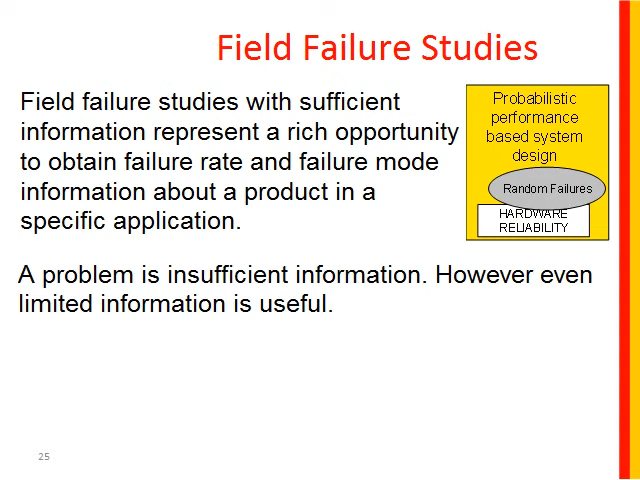 Field Failure Studies
Field failure studies with sufficient
information represent a rich opportunity
to obtain failure rate and failure mode
information about a product in a
specific application.
Probabilistic
performance
based system
design
Random Failures
HARDWARE
RELIABILITY
A problem is insufficient information. However even
limited information is useful.
25